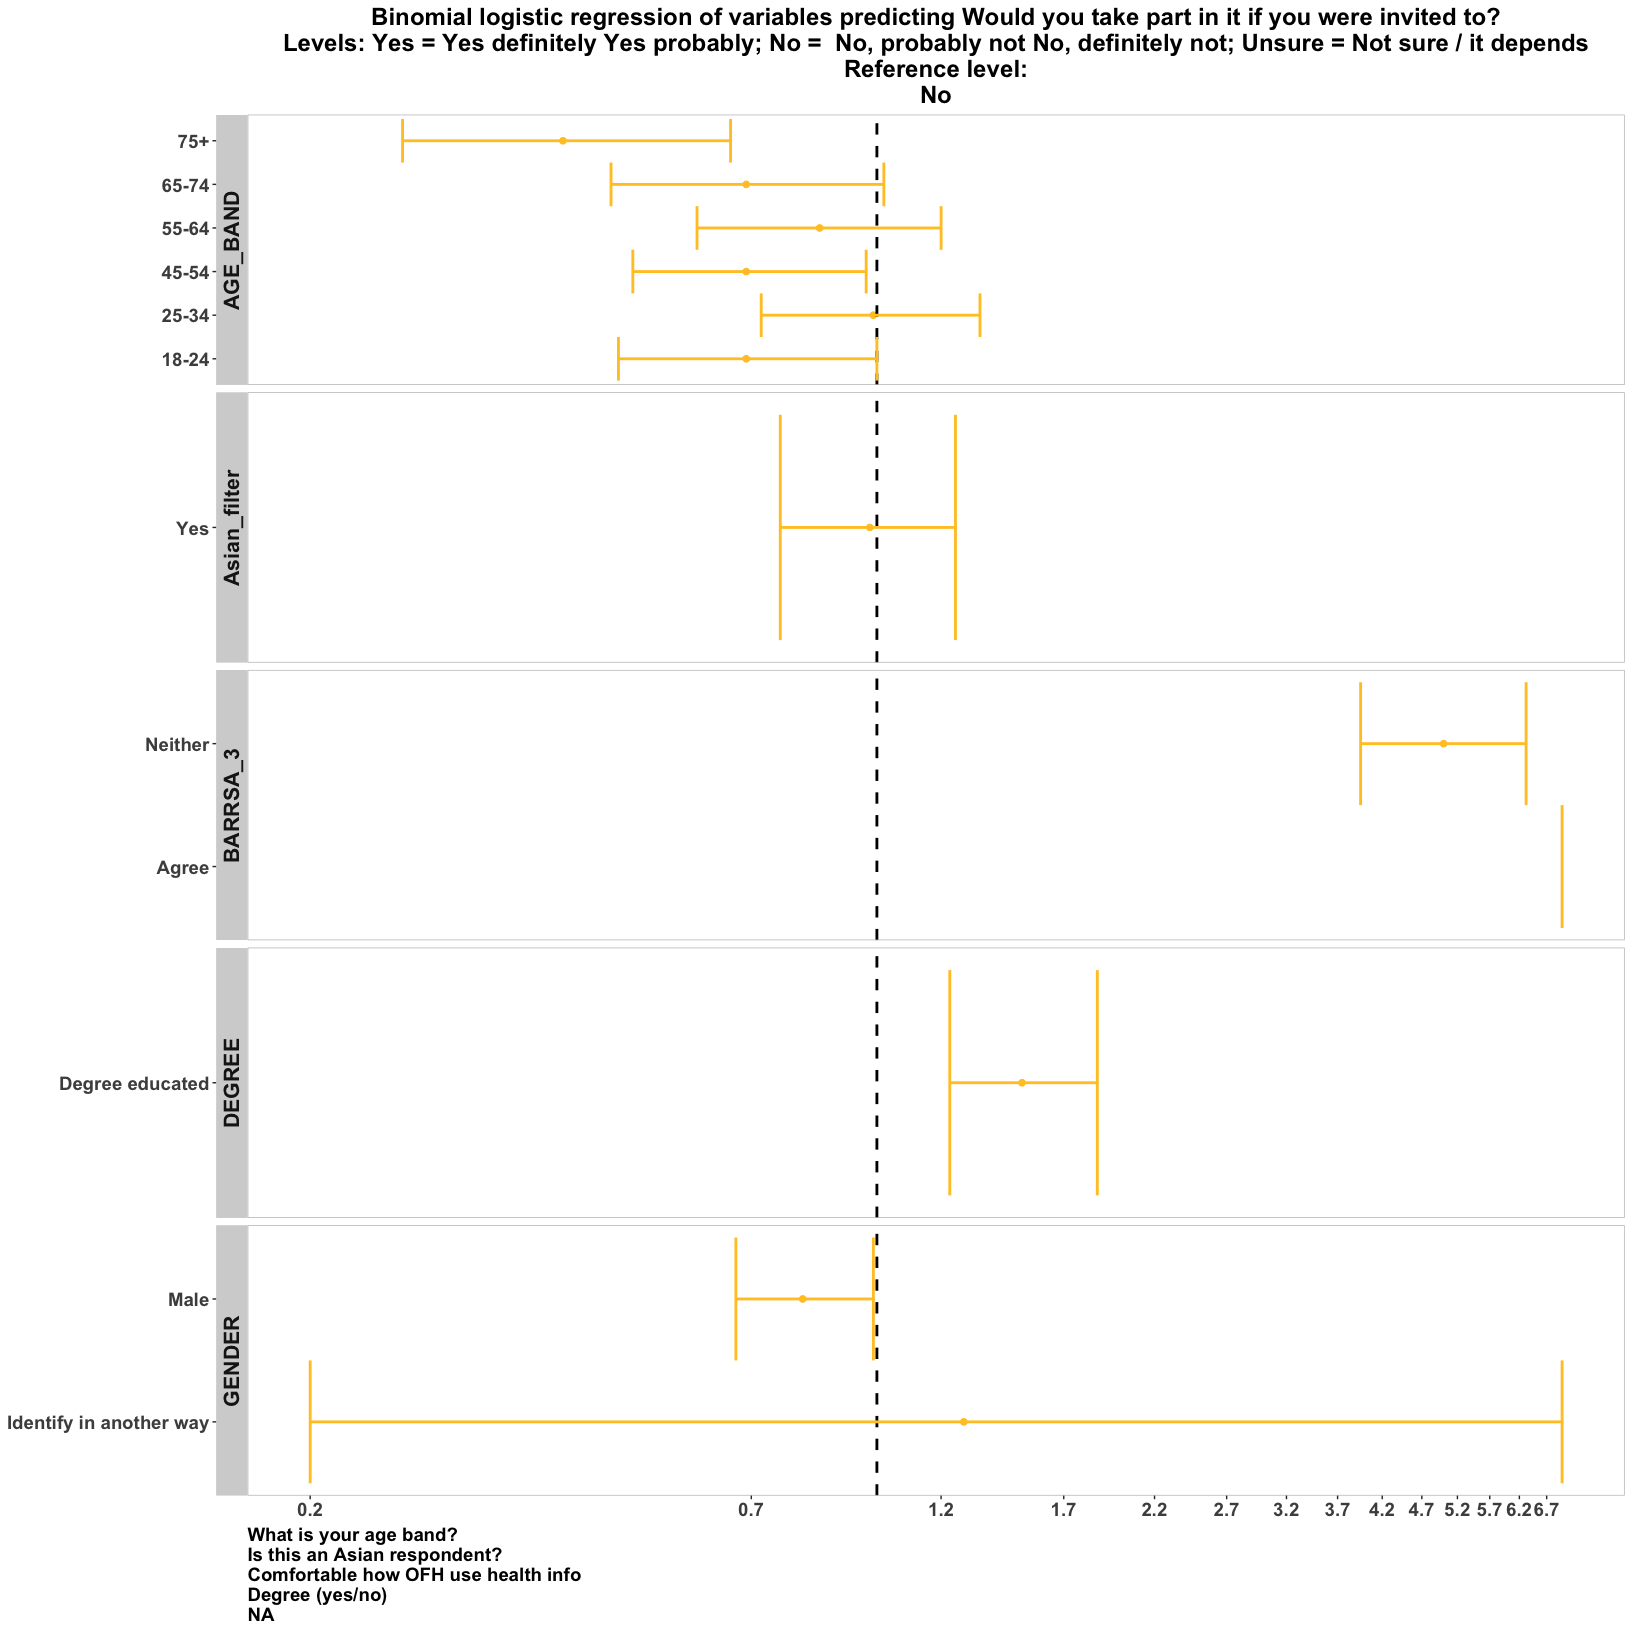 Binomial logistic regression of variables predicting Would you take part in it if you were invited to?
Levels: Yes = Yes definitely Yes probably; No =  No, probably not No, definitely not; Unsure = Not sure / it depends
Reference level:
No
AGE_BAND
75+
65-74
55-64
45-54
25-34
18-24
Asian_filter
Yes
BARRSA_3
Neither
Agree
DEGREE
Degree educated
GENDER
Male
Identify in another way
0.2 0.7 1.2 1.7 2.2 2.7 3.2 3.7 4.2 4.7 5.2 5.7 6.2 6.7
What is your age band?
Is this an Asian respondent?
Comfortable how OFH use health info
Degree (yes/no)
NA